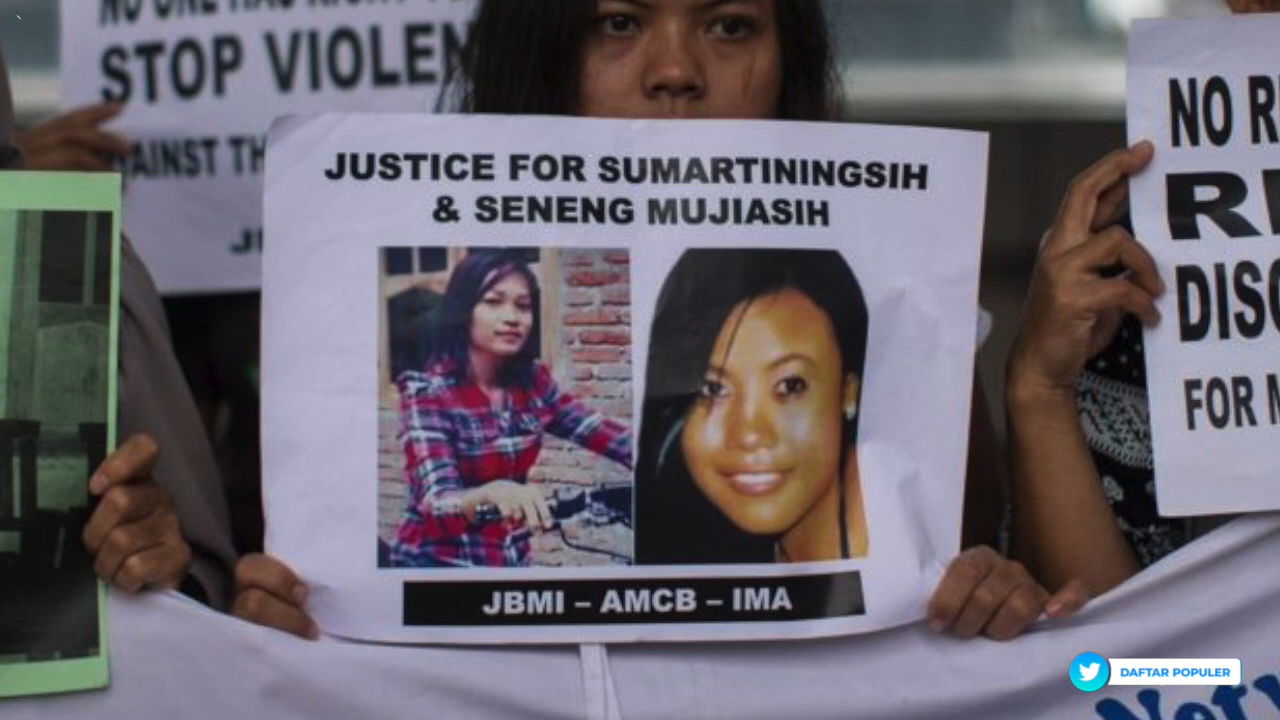 STOP VIOLEN
JUSTICE FOR SUMARTININGSIH
& SENENG MUJIASIH
JBMI – AMCB – IMA
NO R
DISC
FOR M
DAFTAR POPULER